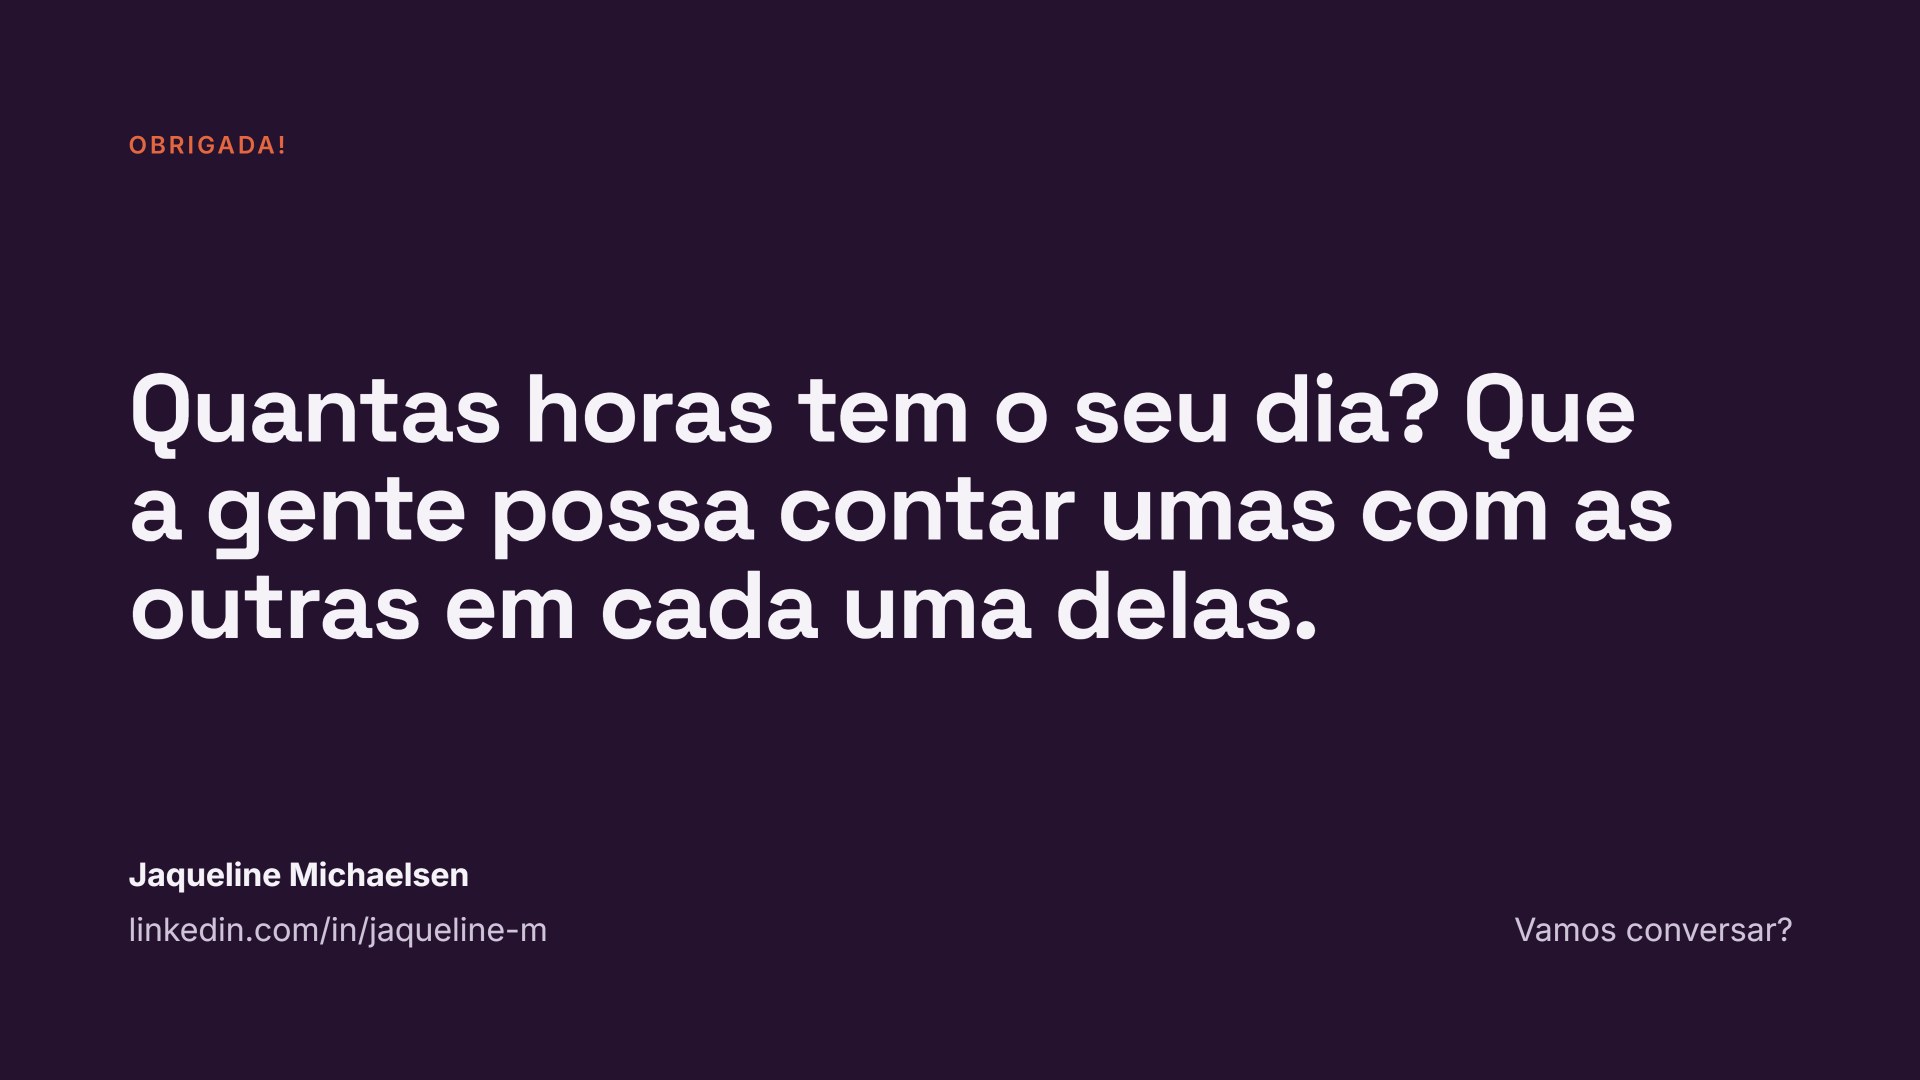 OBRIGADA!
Quantas horas tem o seu dia? Que
a gente possa contar umas com as
outras em cada uma delas.
Jaqueline Michaelsen
linkedin.com/in/jaqueline-m
Vamos conversar?